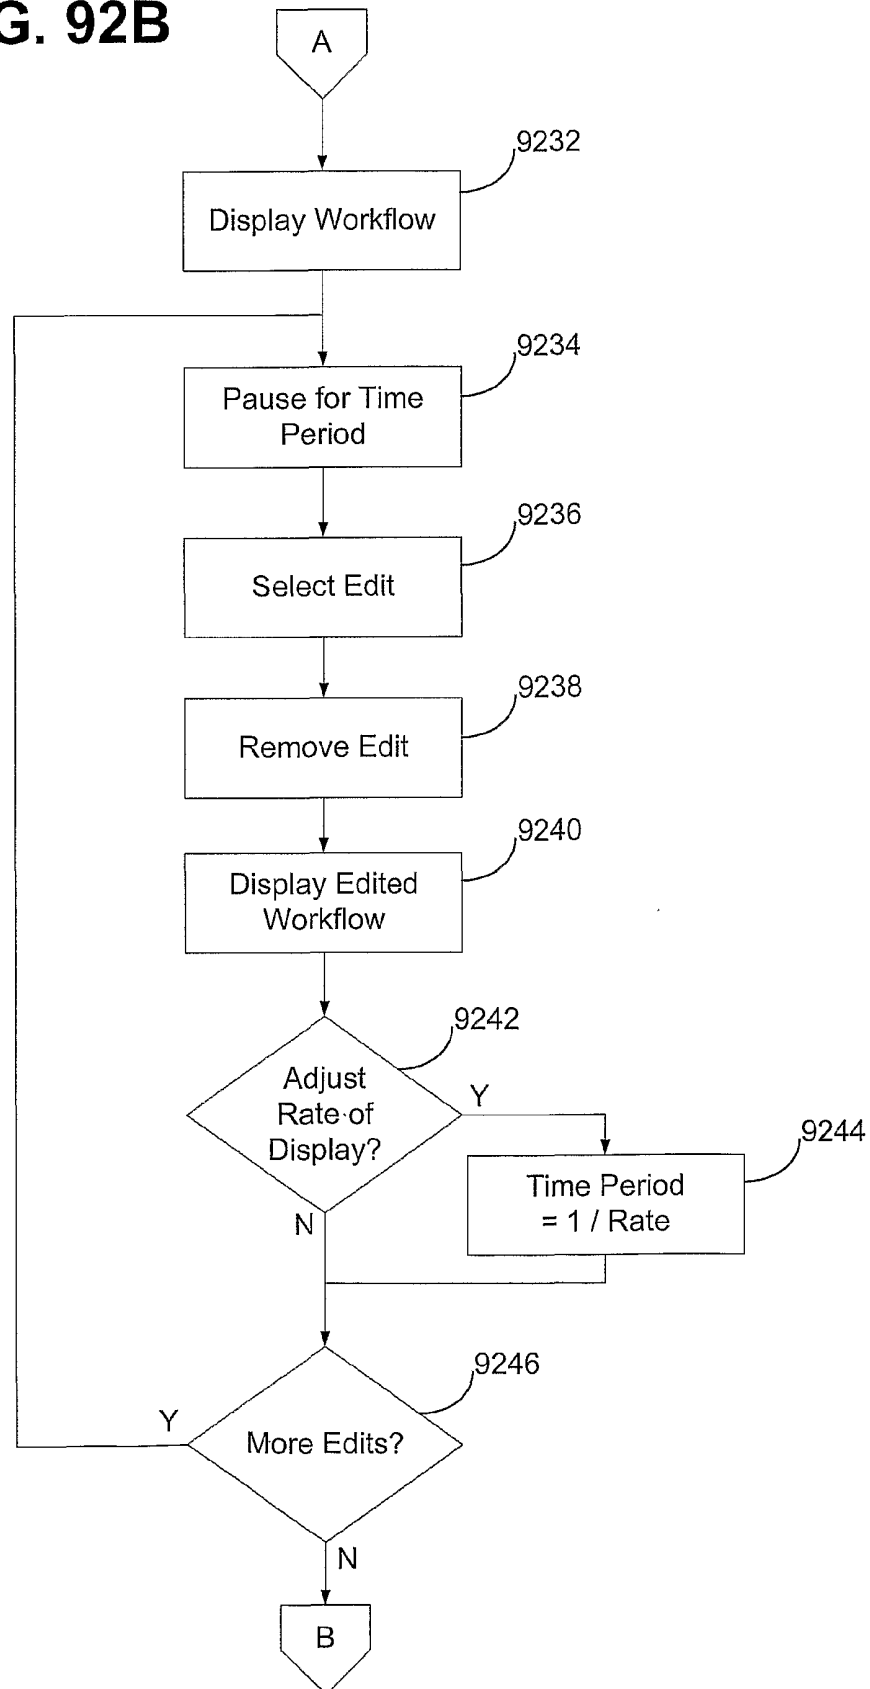 G. 92B
A
9232
Display Workflow
9234
Pause for Time
Period
9236
Select Edit
9238
Remove Edit
9240
Display Edited
Workflow
9242
Adjust
Rate of
Display?
Y
9244
Time Period
= 1 / Rate
N
9246
Y
More Edits?
N
B